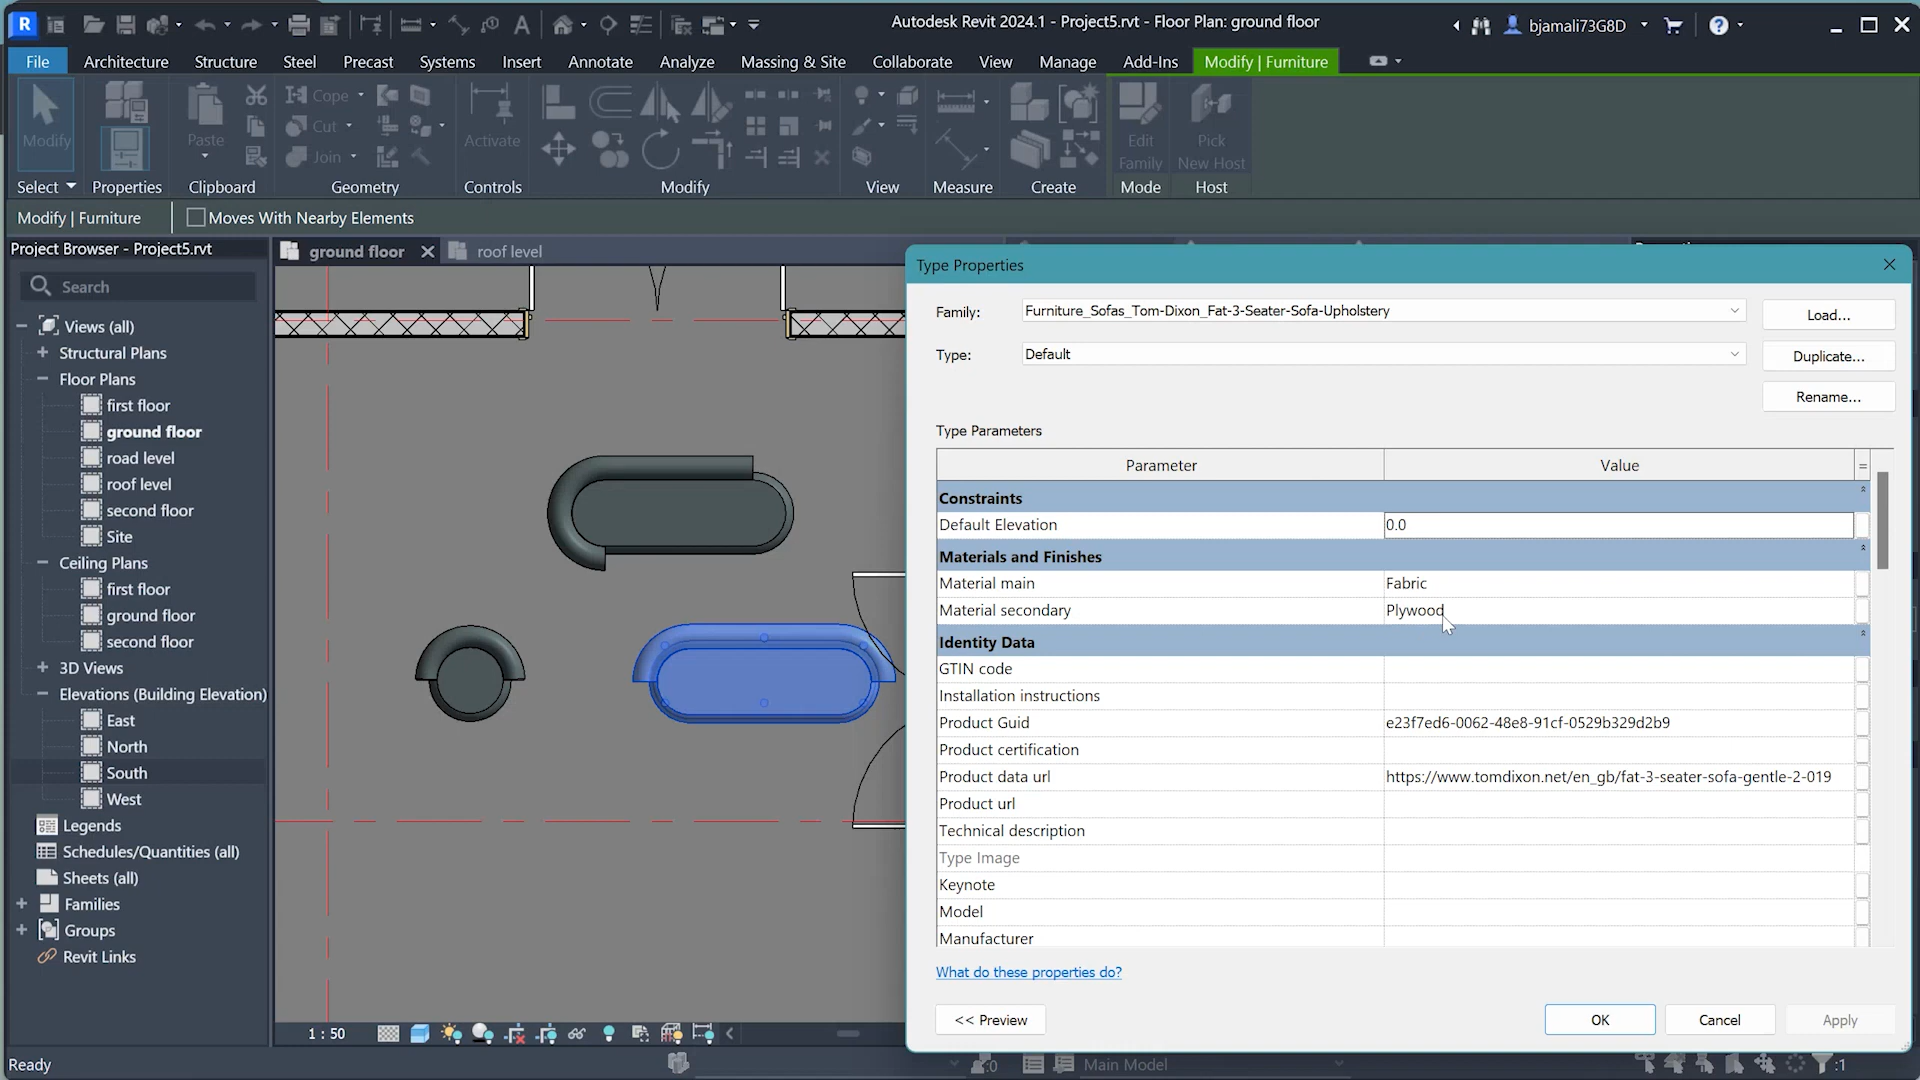 R
Autodesk Revit 2024.1 - Project5.rvt - Floor Plan: ground floor
bjamali73G8D
?
File
Architecture
Structure
Steel
Precast
Systems
Insert
Annotate
Analyze
Massing & Site
Collaborate
View
Manage
Add-Ins
Modify | Furniture
Modify
Paste
Cope
Cut
Join
Activate
Edit
Family
Pick
New Host
Select
Properties
Clipboard
Geometry
Controls
Modify
View
Measure
Create
Mode
Host
Modify | Furniture
Moves With Nearby Elements
Project Browser - Project5.rvt
Search
Views (all)
Structural Plans
Floor Plans
first floor
ground floor
road level
roof level
second floor
Site
Ceiling Plans
first floor
ground floor
second floor
3D Views
Elevations (Building Elevation)
East
North
South
West
Legends
Schedules/Quantities (all)
Sheets (all)
Families
Groups
Revit Links
ground floor
roof level
1 : 50
Type Properties
Family:
Furniture_Sofas_Tom-Dixon_Fat-3-Seater-Sofa-Upholstery
Load...
Type:
Default
Duplicate...
Rename...
Type Parameters
Parameter
Value
=
Constraints
Default Elevation
0.0
Materials and Finishes
Material main
Fabric
Material secondary
Plywood
Identity Data
GTIN code
Installation instructions
Product Guid
e23f7ed6-0062-48e8-91cf-0529b329d2b9
Product certification
Product data url
https://www.tomdixon.net/en_gb/fat-3-seater-sofa-gentle-2-019
Product url
Technical description
Type Image
Keynote
Model
Manufacturer
What do these properties do?
<< Preview
OK
Cancel
Apply
Ready
:0
Main Model
:1